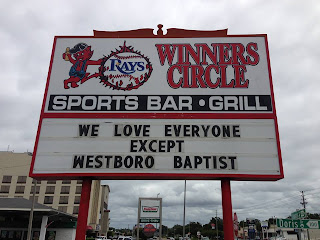 RAYS
WINNERS
CIRCLE
SPORTS BAR • GRILL
WE LOVE EVERYONE
EXCEPT
WESTBORO BAPTIST